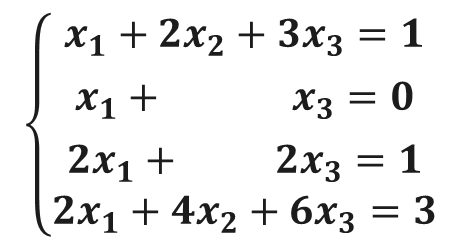 x₁ + 2x₂ + 3x₃ = 1
x₁ + x₃ = 0
2x₁ + 2x₃ = 1
2x₁ + 4x₂ + 6x₃ = 3